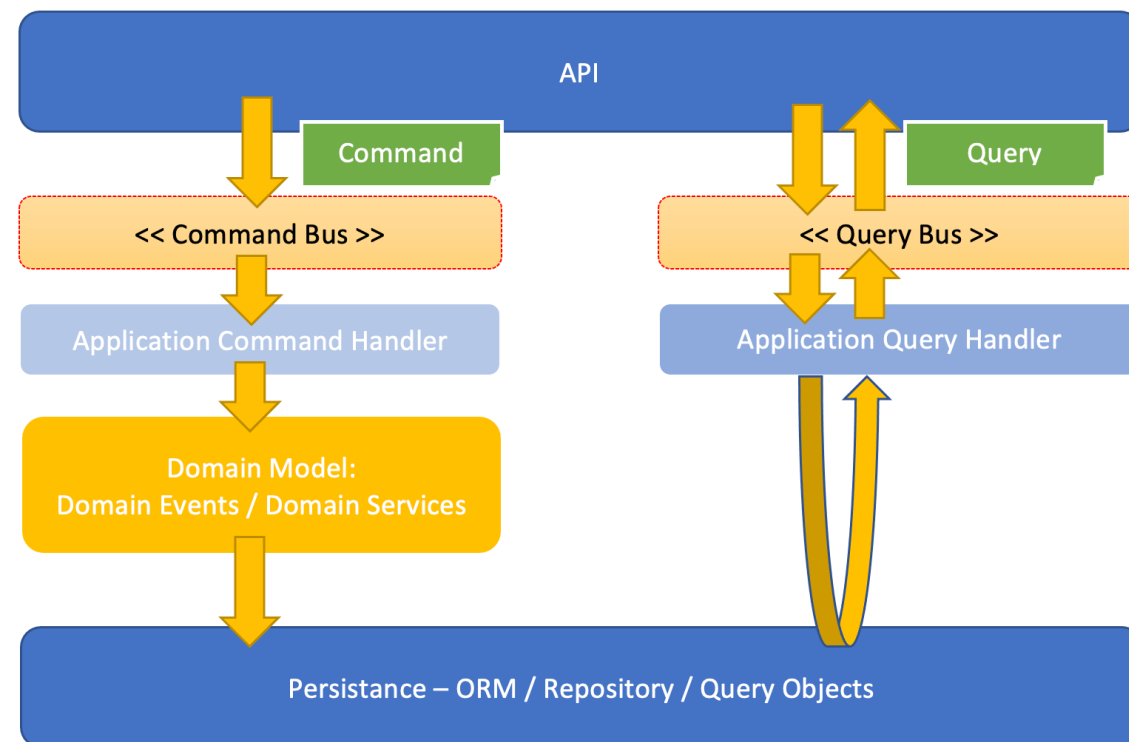 API
Command
Query
<< Command Bus >>
<< Query Bus >>
Application Command Handler
Application Query Handler
Domain Model:
Domain Events / Domain Services
Persistance – ORM / Repository / Query Objects